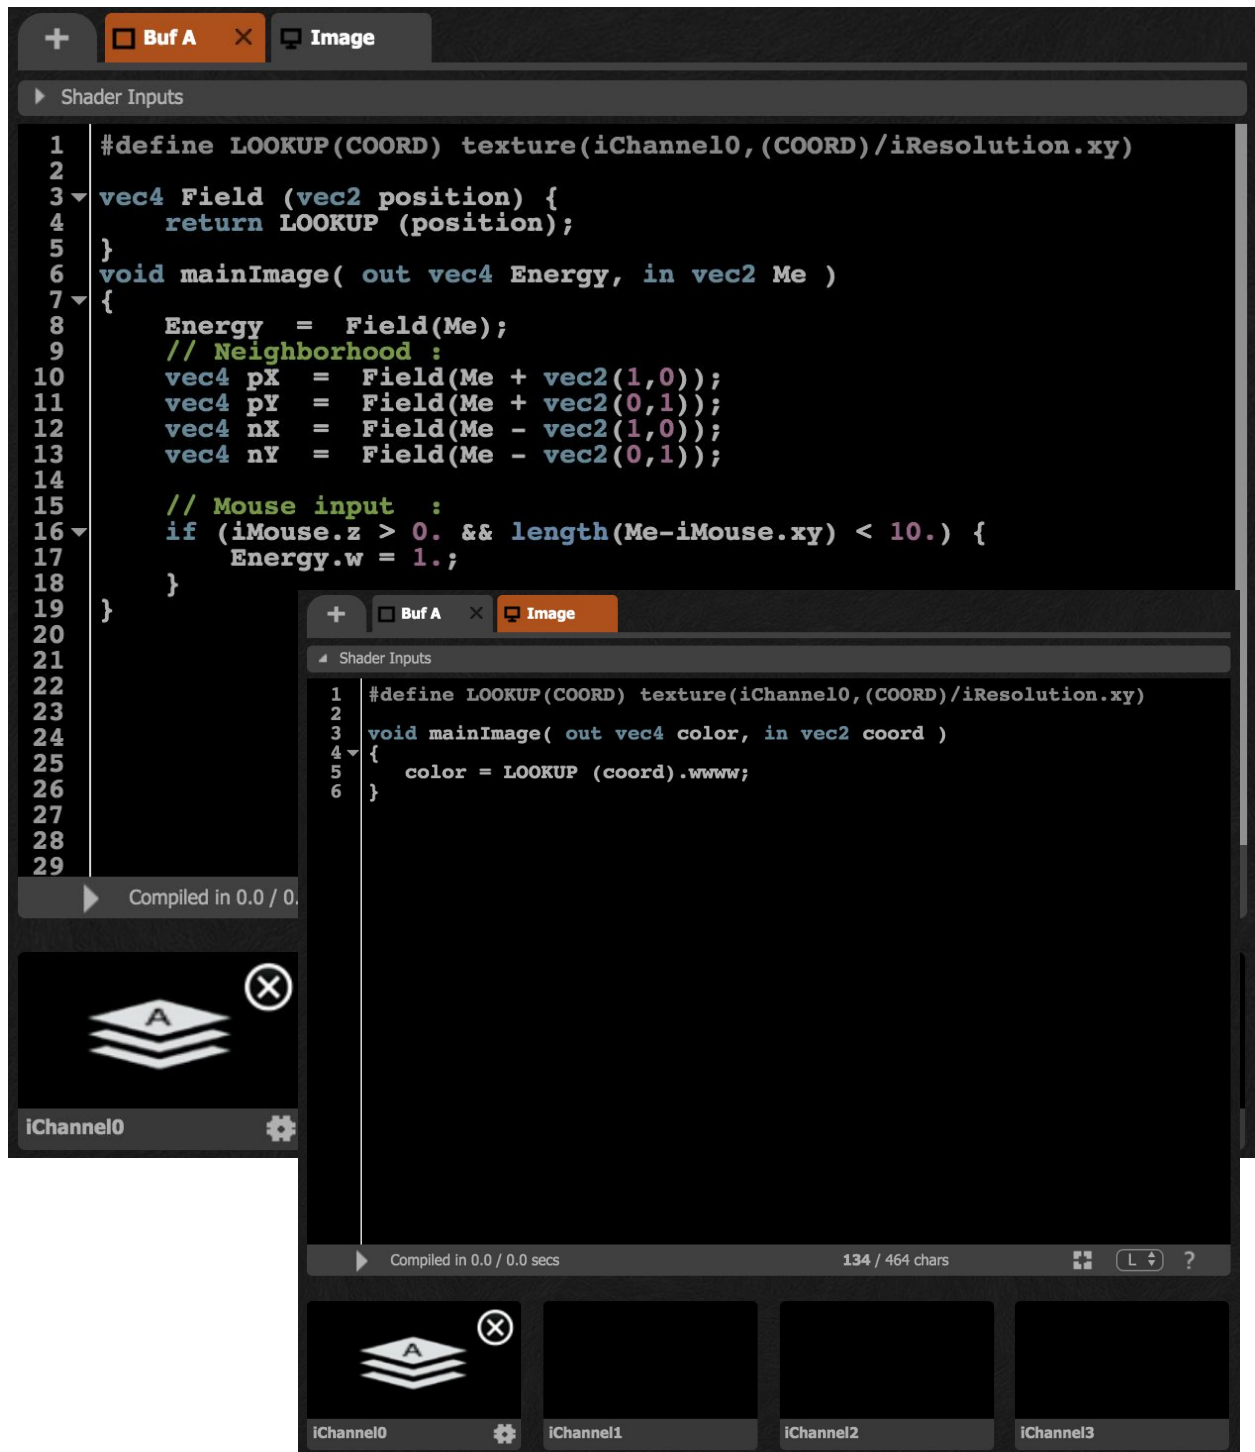 + Buf A × Image
Shader Inputs
1 #define LOOKUP(COORD) texture(iChannel0,(COORD)/iResolution.xy)
2
3 vec4 Field (vec2 position) {
4 return LOOKUP (position);
5 }
6 void mainImage( out vec4 Energy, in vec2 Me )
7 {
8 Energy = Field(Me);
9 // Neighborhood :
10 vec4 pX = Field(Me + vec2(1,0));
11 vec4 pY = Field(Me + vec2(0,1));
12 vec4 nX = Field(Me - vec2(1,0));
13 vec4 nY = Field(Me - vec2(0,1));
14
15 // Mouse input :
16 if (iMouse.z > 0. && length(Me-iMouse.xy) < 10.) {
17 Energy.w = 1.;
18 }
19 }
20
21
22
23
24
25
26
27
28
29
Compiled in 0.0 / 0.
A
iChannel0
+ Buf A × Image
Shader Inputs
1 #define LOOKUP(COORD) texture(iChannel0,(COORD)/iResolution.xy)
2
3 void mainImage( out vec4 color, in vec2 coord )
4 {
5 color = LOOKUP (coord).wwww;
6 }
Compiled in 0.0 / 0.0 secs 134 / 464 chars L ?
A
iChannel0 iChannel1 iChannel2 iChannel3